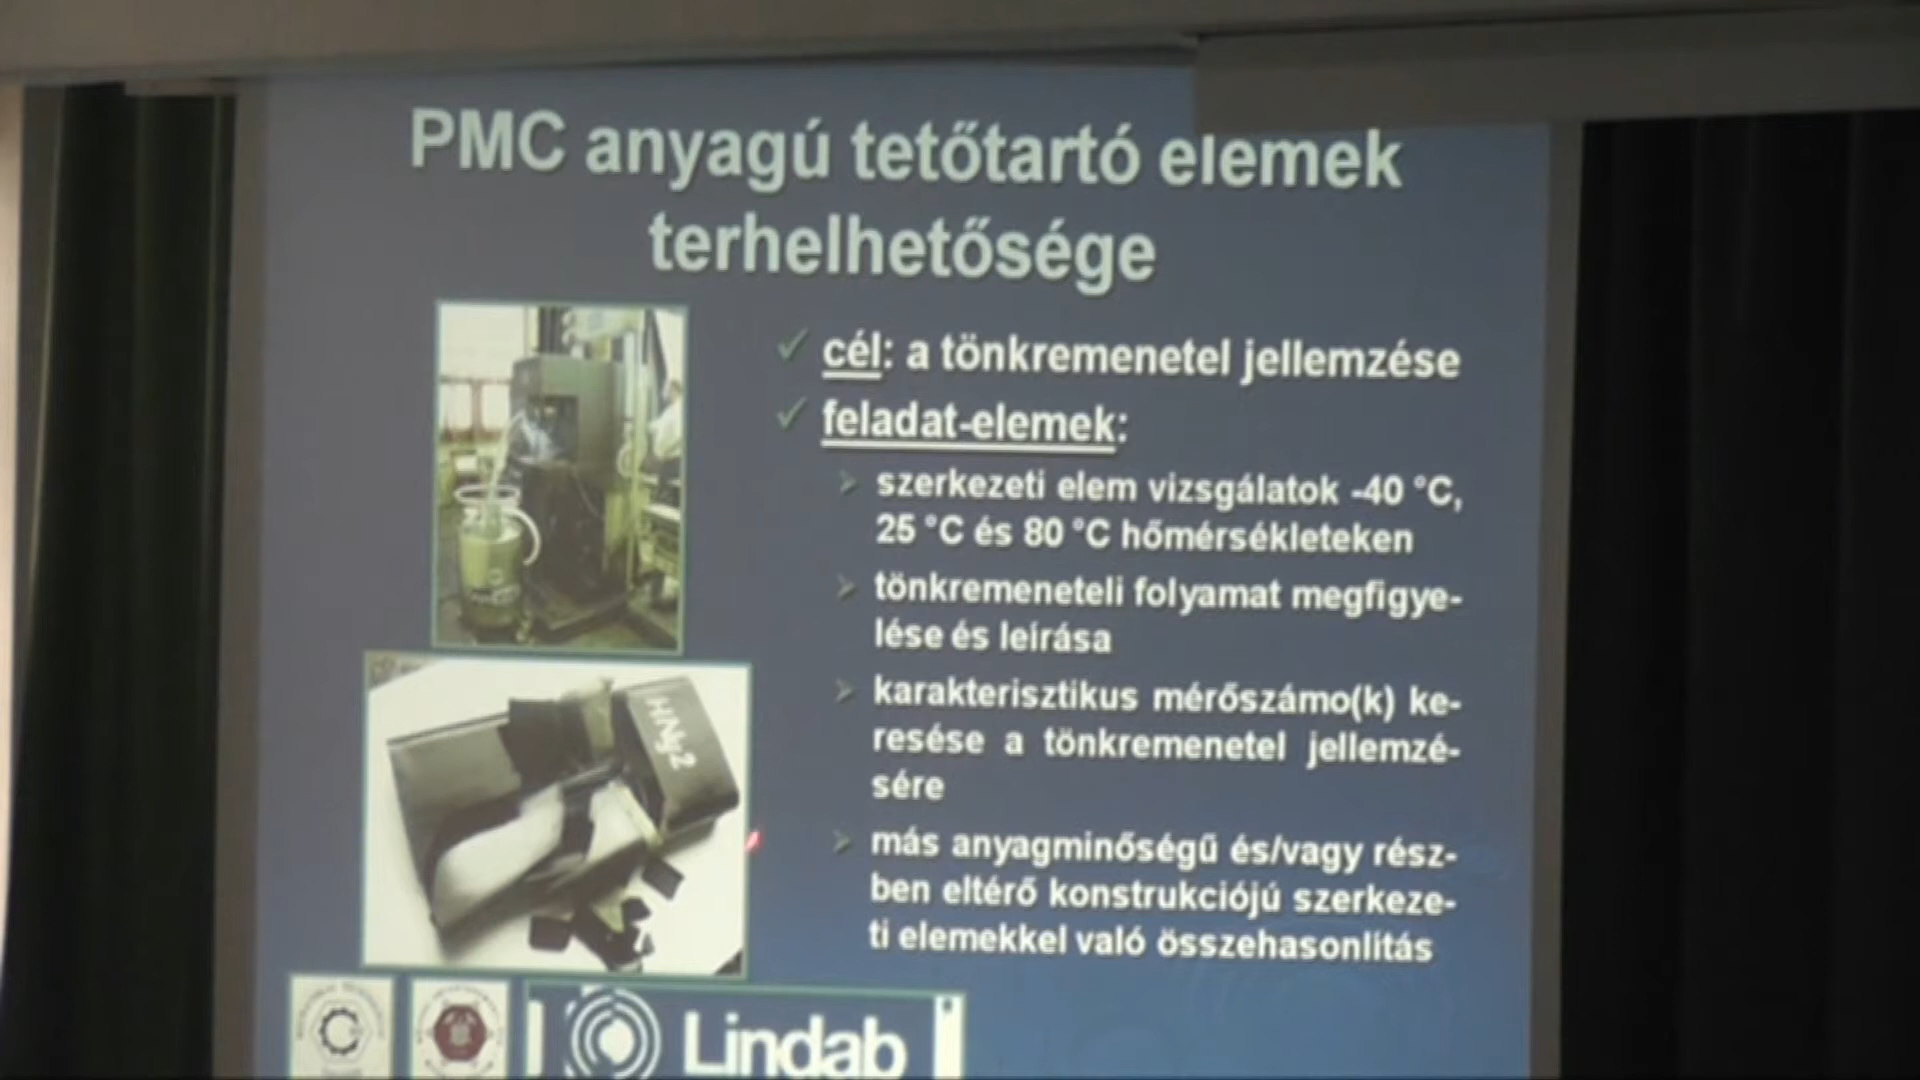 PMC anyagú tetőtartó elemek
terhelhetősége
cél: a tönkremenetel jellemzése
feladat-elemek:
szerkezeti elem vizsgálatok -40 °C,
25 °C és 80 °C hőmérsékleteken
tönkremeneteli folyamat megfigye-
lése és leírása
karakterisztikus mérőszámo(k) ke-
resése a tönkremenetel jellemzé-
sére
más anyagminőségű és/vagy rész-
ben eltérő konstrukciójú szerkeze-
ti elemekkel való összehasonlítás
HNy2
Lindab